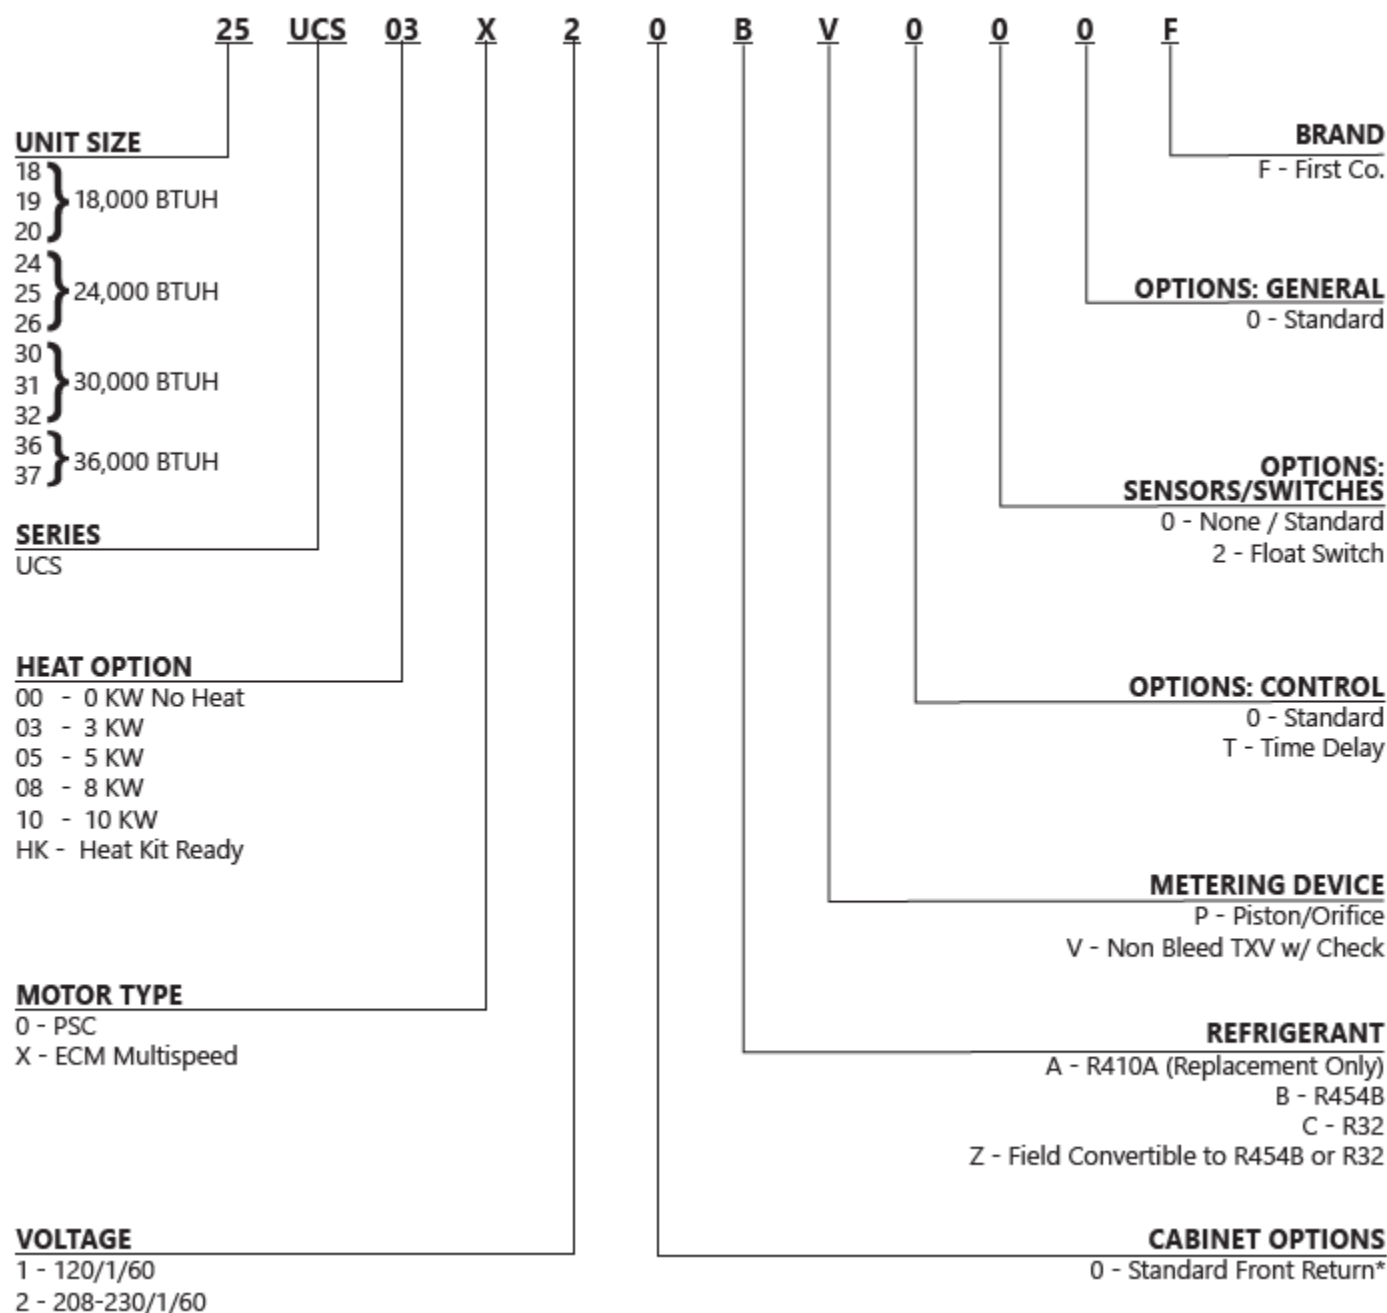 25 UCS 03 X 2 0 B V 0 0 0 F
UNIT SIZE
18
19
20
18,000 BTUH
24
25
26
24,000 BTUH
30
31
32
30,000 BTUH
36
37
36,000 BTUH
SERIES
UCS
HEAT OPTION
00 - 0 KW No Heat
03 - 3 KW
05 - 5 KW
08 - 8 KW
10 - 10 KW
HK - Heat Kit Ready
MOTOR TYPE
0 - PSC
X - ECM Multispeed
VOLTAGE
1 - 120/1/60
2 - 208-230/1/60
BRAND
F - First Co.
OPTIONS: GENERAL
0 - Standard
OPTIONS:
SENSORS/SWITCHES
0 - None / Standard
2 - Float Switch
OPTIONS: CONTROL
0 - Standard
T - Time Delay
METERING DEVICE
P - Piston/Orifice
V - Non Bleed TXV w/ Check
REFRIGERANT
A - R410A (Replacement Only)
B - R454B
C - R32
Z - Field Convertible to R454B or R32
CABINET OPTIONS
0 - Standard Front Return*